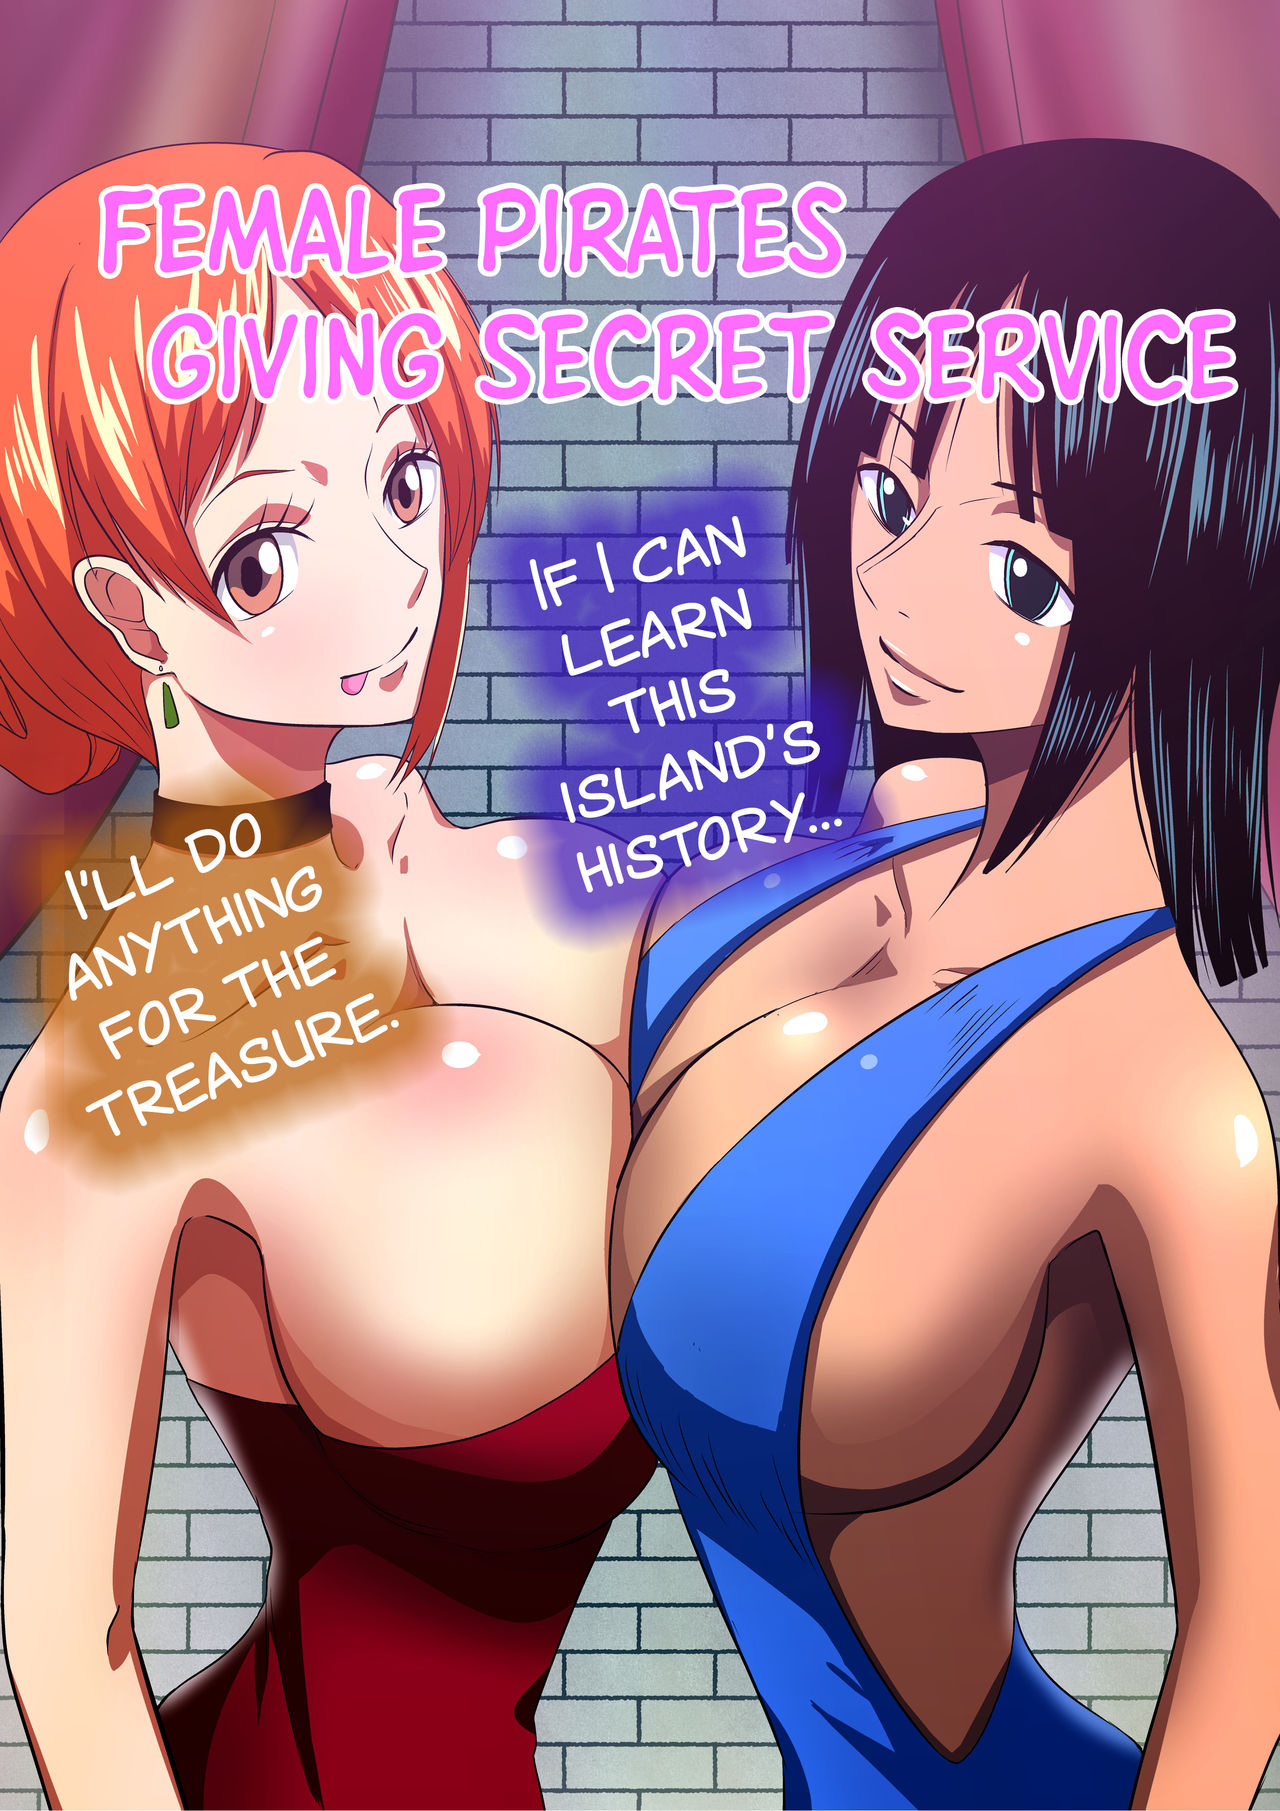 FEMALE PIRATES
GIVING SECRET SERVICE
IF I CAN
LEARN
THIS
ISLAND'S
HISTORY...
I'LL DO
ANYTHING
FOR THE
TREASURE.